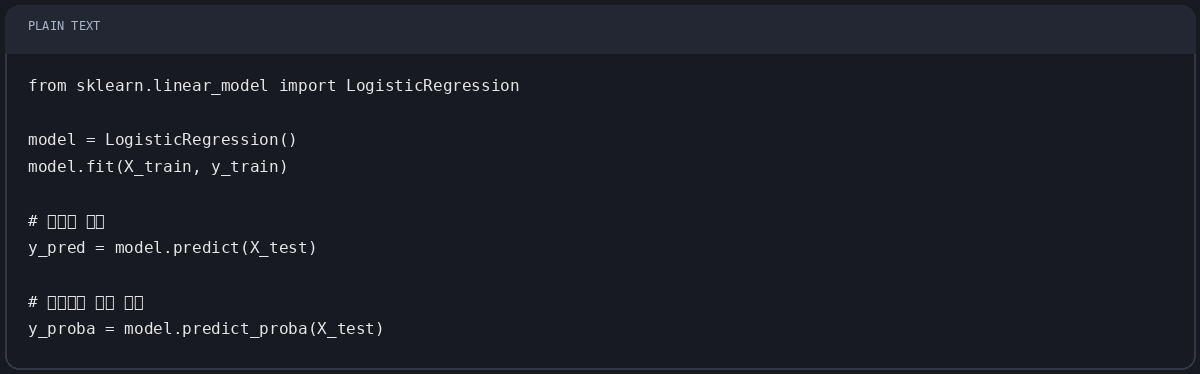 PLAIN TEXT
from sklearn.linear_model import LogisticRegression
model = LogisticRegression()
model.fit(X_train, y_train)
#
y_pred = model.predict(X_test)
#
y_proba = model.predict_proba(X_test)